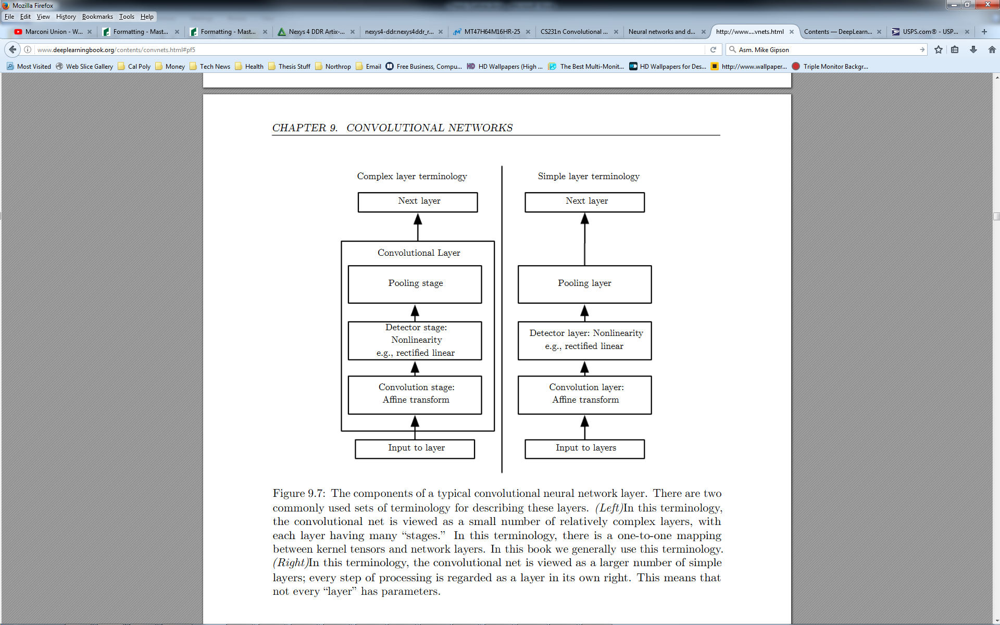 Mozilla Firefox
File Edit View History Bookmarks Tools Help
Marconi Union - W... Formatting - Mast... Formatting - Mast... Nexys 4 DDR Artix-... nexys4-ddr:nexys4ddr_r... MT47H64M16HR-25 CS231n Convolutional ... Neural networks and d... http://www....vnets.html Contents — DeepLearn... USPS.com® - USP...
www.deeplearningbook.org/contents/convnets.html#pf5 Asm. Mike Gipson
Most Visited Web Slice Gallery Cal Poly Money Tech News Health Thesis Stuff Northrop Email Free Business, Compu... HD HD Wallpapers (High ... The Best Multi-Monit... HD Wallpapers for Des... http://www.wallpaper... Triple Monitor Backgr...
CHAPTER 9. CONVOLUTIONAL NETWORKS
Complex layer terminology
Next layer
Convolutional Layer
Pooling stage
Detector stage:
Nonlinearity
e.g., rectified linear
Convolution stage:
Affine transform
Input to layer
Simple layer terminology
Next layer
Pooling layer
Detector layer: Nonlinearity
e.g., rectified linear
Convolution layer:
Affine transform
Input to layers
Figure 9.7: The components of a typical convolutional neural network layer. There are two
commonly used sets of terminology for describing these layers. (Left)In this terminology,
the convolutional net is viewed as a small number of relatively complex layers, with
each layer having many “stages.” In this terminology, there is a one-to-one mapping
between kernel tensors and network layers. In this book we generally use this terminology.
(Right)In this terminology, the convolutional net is viewed as a larger number of simple
layers; every step of processing is regarded as a layer in its own right. This means that
not every “layer” has parameters.